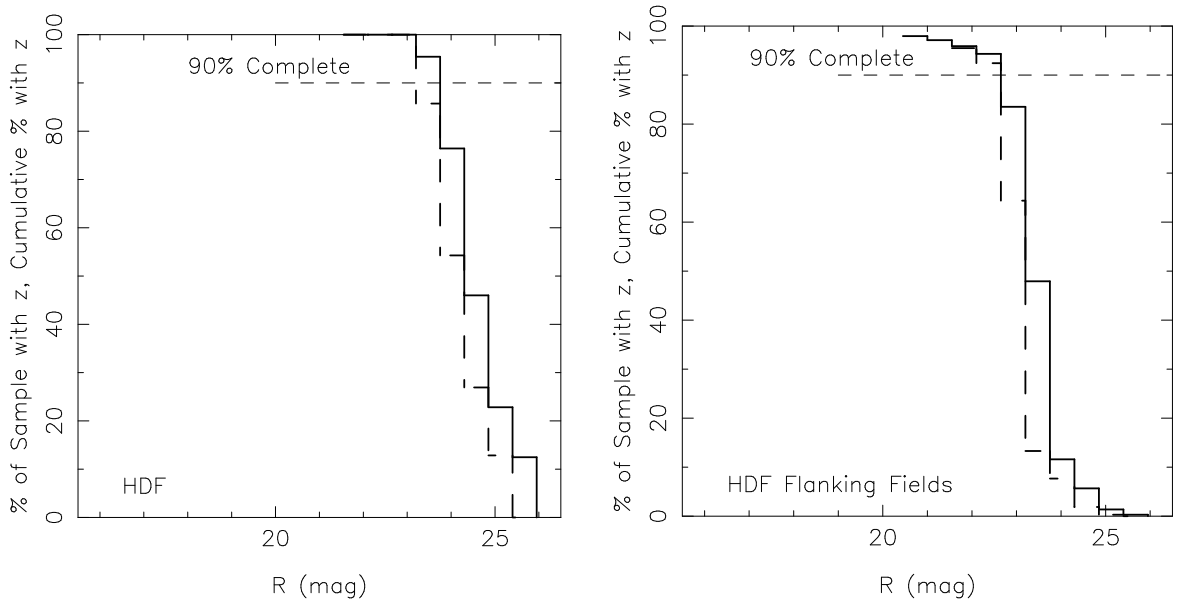 % of Sample with z, Cumulative % with z
100
80
60
40
20
0
90% Complete
HDF
20
25
R (mag)
% of Sample with z, Cumulative % with z
100
80
60
40
20
0
90% Complete
HDF Flanking Fields
20
25
R (mag)